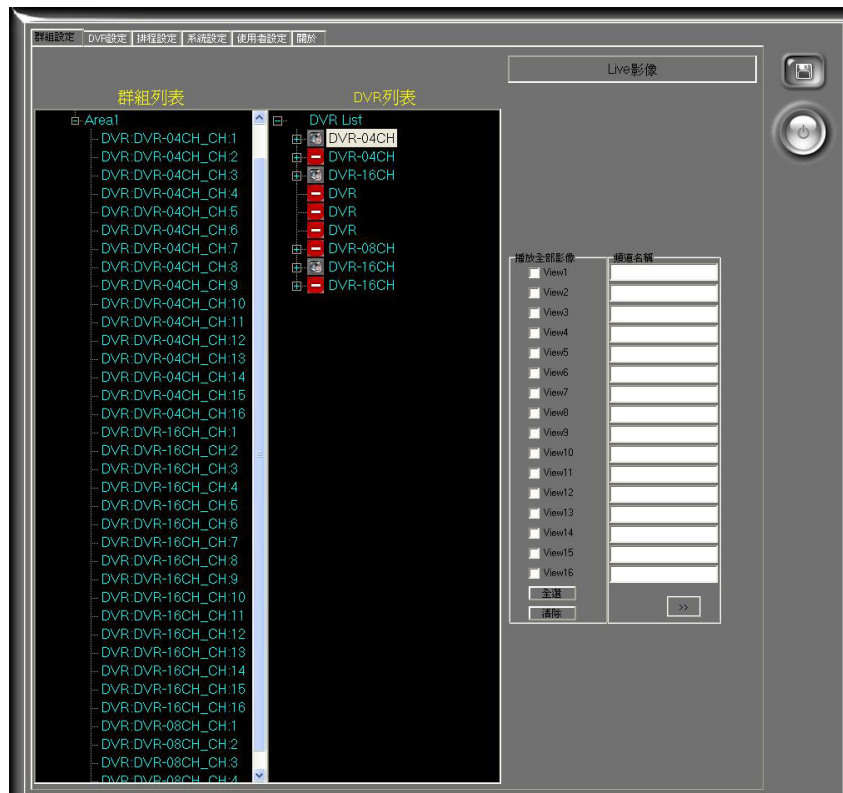 群組設定 DVR設定 排程設定 系統設定 使用者設定 關於
Live影像
群組列表
Area1
DVR:DVR-04CH_CH:1
DVR:DVR-04CH_CH:2
DVR:DVR-04CH_CH:3
DVR:DVR-04CH_CH:4
DVR:DVR-04CH_CH:5
DVR:DVR-04CH_CH:6
DVR:DVR-04CH_CH:7
DVR:DVR-04CH_CH:8
DVR:DVR-04CH_CH:9
DVR:DVR-04CH_CH:10
DVR:DVR-04CH_CH:11
DVR:DVR-04CH_CH:12
DVR:DVR-04CH_CH:13
DVR:DVR-04CH_CH:14
DVR:DVR-04CH_CH:15
DVR:DVR-04CH_CH:16
DVR:DVR-16CH_CH:1
DVR:DVR-16CH_CH:2
DVR:DVR-16CH_CH:3
DVR:DVR-16CH_CH:4
DVR:DVR-16CH_CH:5
DVR:DVR-16CH_CH:6
DVR:DVR-16CH_CH:7
DVR:DVR-16CH_CH:8
DVR:DVR-16CH_CH:9
DVR:DVR-16CH_CH:10
DVR:DVR-16CH_CH:11
DVR:DVR-16CH_CH:12
DVR:DVR-16CH_CH:13
DVR:DVR-16CH_CH:14
DVR:DVR-16CH_CH:15
DVR:DVR-16CH_CH:16
DVR:DVR-08CH_CH:1
DVR:DVR-08CH_CH:2
DVR:DVR-08CH_CH:3
DVR:DVR-08CH_CH:4
DVR列表
DVR List
DVR-04CH
DVR-04CH
DVR-16CH
DVR
DVR
DVR
DVR-08CH
DVR-16CH
DVR-16CH
播放全部影像
View1
View2
View3
View4
View5
View6
View7
View8
View9
View10
View11
View12
View13
View14
View15
View16
全選
清除
頻道名稱
>>